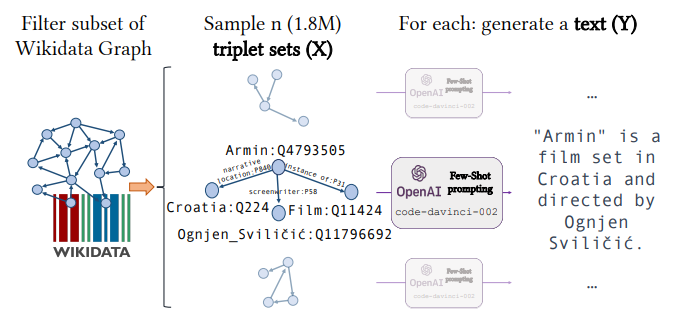 Filter subset of
Wikidata Graph
Sample n (1.8M)
triplet sets (X)
For each: generate a text (Y)
OpenAI
Few-Shot
prompting
code-davinci-002
...
Armin:Q4793505
narrative
location:P840
instance of:P31
screenwriter:P58
Croatia:Q224
Film:Q11424
Ognjen_Sviličić:Q11796692
WIKIDATA
OpenAI
Few-Shot
prompting
code-davinci-002
"Armin" is a
film set in
Croatia and
directed by
Ognjen
Sviličić.
OpenAI
Few-Shot
prompting
code-davinci-002
...